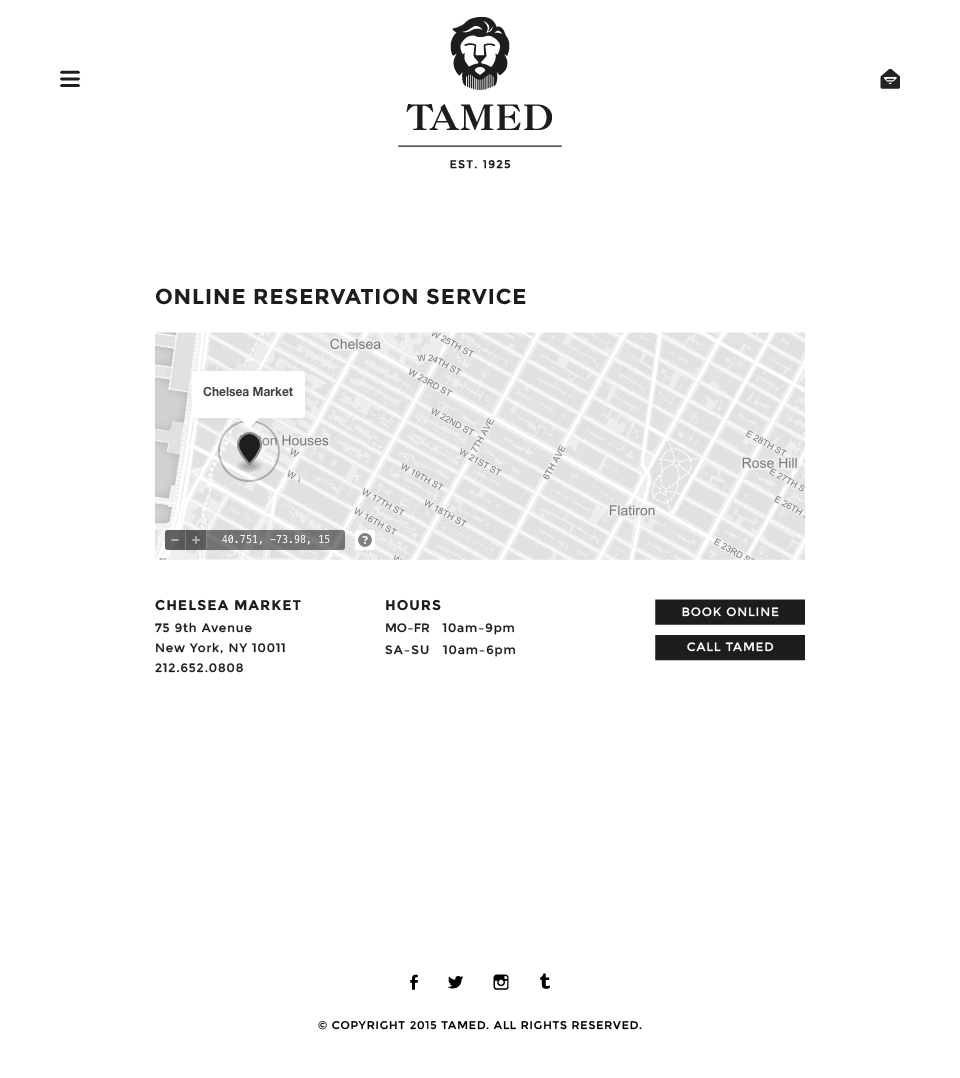 TAMED
EST. 1925
ONLINE RESERVATION SERVICE
Chelsea
W 25TH ST
W 24TH ST
W 23RD ST
Chelsea Market
W 22ND ST
7TH AVE
on Houses
W
W 21ST ST
6TH AVE
E 28TH ST
Rose Hill
W
W 19TH ST
E 27TH S
W 17TH ST
W 18TH ST
E 26TH
Flatiron
W 16TH ST
40.751, -73.98, 15
?
E 23RD S
CHELSEA MARKET
75 9th Avenue
New York, NY 10011
212.652.0808
HOURS
MO-FR 10am-9pm
SA-SU 10am-6pm
BOOK ONLINE
CALL TAMED
© COPYRIGHT 2015 TAMED. ALL RIGHTS RESERVED.